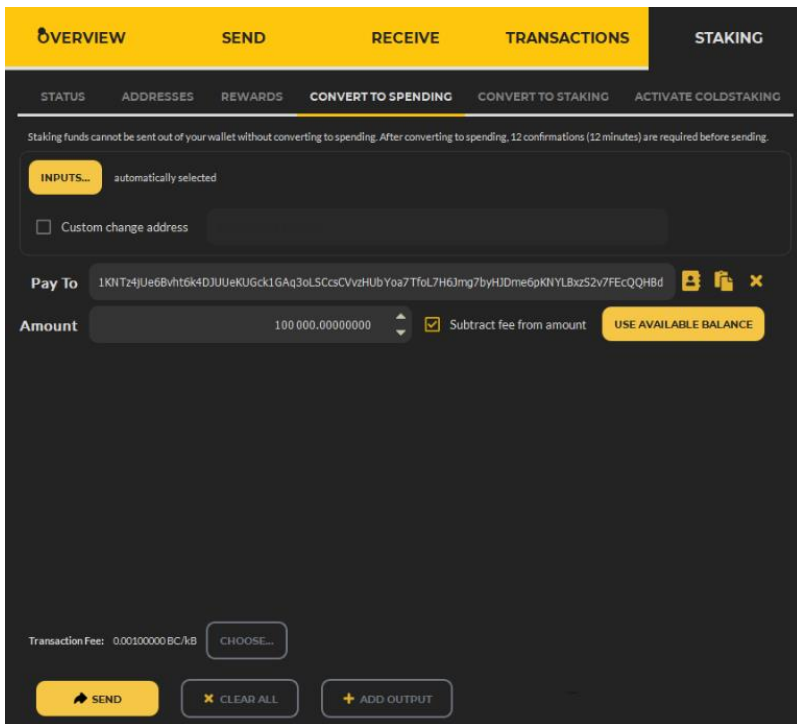 OVERVIEW SEND RECEIVE TRANSACTIONS STAKING
STATUS ADDRESSES REWARDS CONVERT TO SPENDING CONVERT TO STAKING ACTIVATE COLDSTAKING
Staking funds cannot be sent out of your wallet without converting to spending. After converting to spending, 12 confirmations (12 minutes) are required before sending.
INPUTS... automatically selected
Custom change address
Pay To 1KNTz4jUe6Bvht6k4DJUUeKUGck1GAq3oLSCcsCVvzHUbYoa7TfoL7H6Jmg7byHJDme6pKNYLBxzS2v7FEcQQHBd
Amount 100 000.00000000 Subtract fee from amount USE AVAILABLE BALANCE
Transaction Fee: 0.00100000 BC/kB CHOOSE...
SEND CLEAR ALL ADD OUTPUT